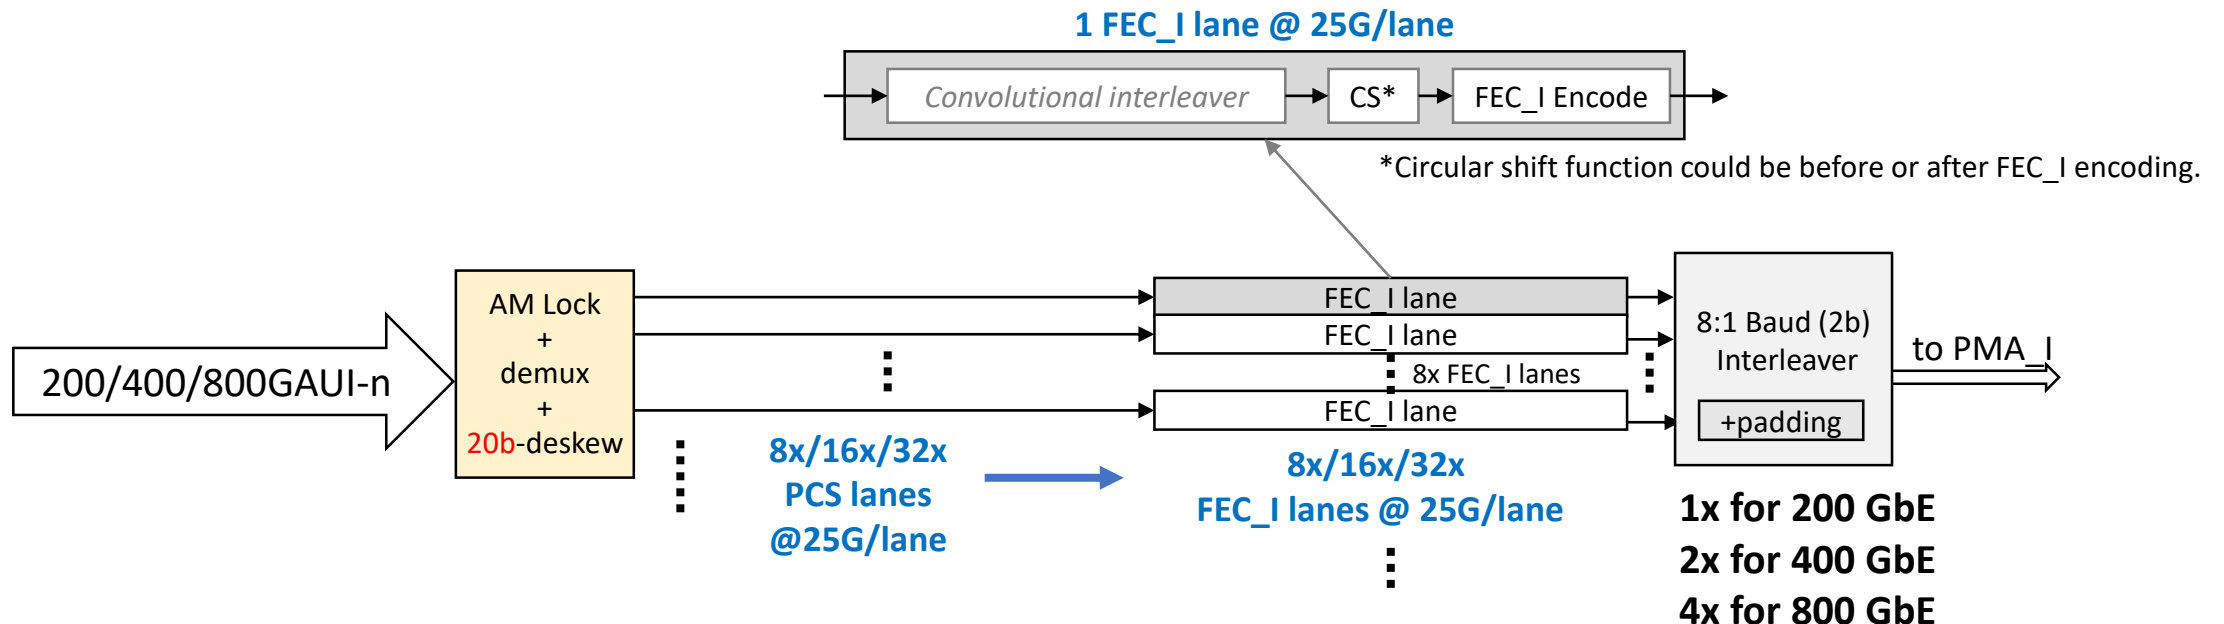 1 FEC_I lane @ 25G/lane
Convolutional interleaver
CS*
FEC_I Encode
*Circular shift function could be before or after FEC_I encoding.
200/400/800GAUI-n
AM Lock
+
demux
+
20b-deskew
8x/16x/32x
PCS lanes
@25G/lane
FEC_I lane
FEC_I lane
8x FEC_I lanes
FEC_I lane
8x/16x/32x
FEC_I lanes @ 25G/lane
8:1 Baud (2b)
Interleaver
+padding
to PMA_I
1x for 200 GbE
2x for 400 GbE
4x for 800 GbE